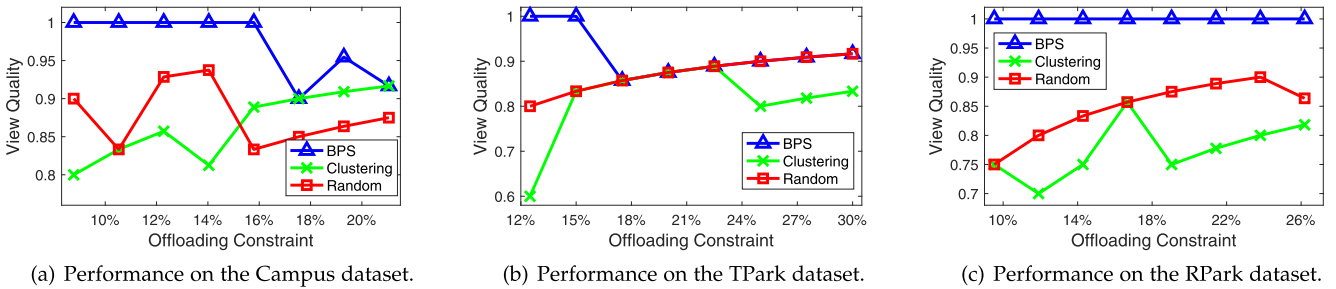 1
0.95
0.9
0.85
0.8
View Quality
10% 12% 14% 16% 18% 20%
Offloading Constraint
BPS
Clustering
Random
(a) Performance on the Campus dataset.
1
0.9
0.8
0.7
0.6
View Quality
12% 15% 18% 21% 24% 27% 30%
Offloading Constraint
BPS
Clustering
Random
(b) Performance on the TPark dataset.
1
0.95
0.9
0.85
0.8
0.75
0.7
View Quality
10% 14% 18% 22% 26%
Offloading Constraint
BPS
Clustering
Random
(c) Performance on the RPark dataset.